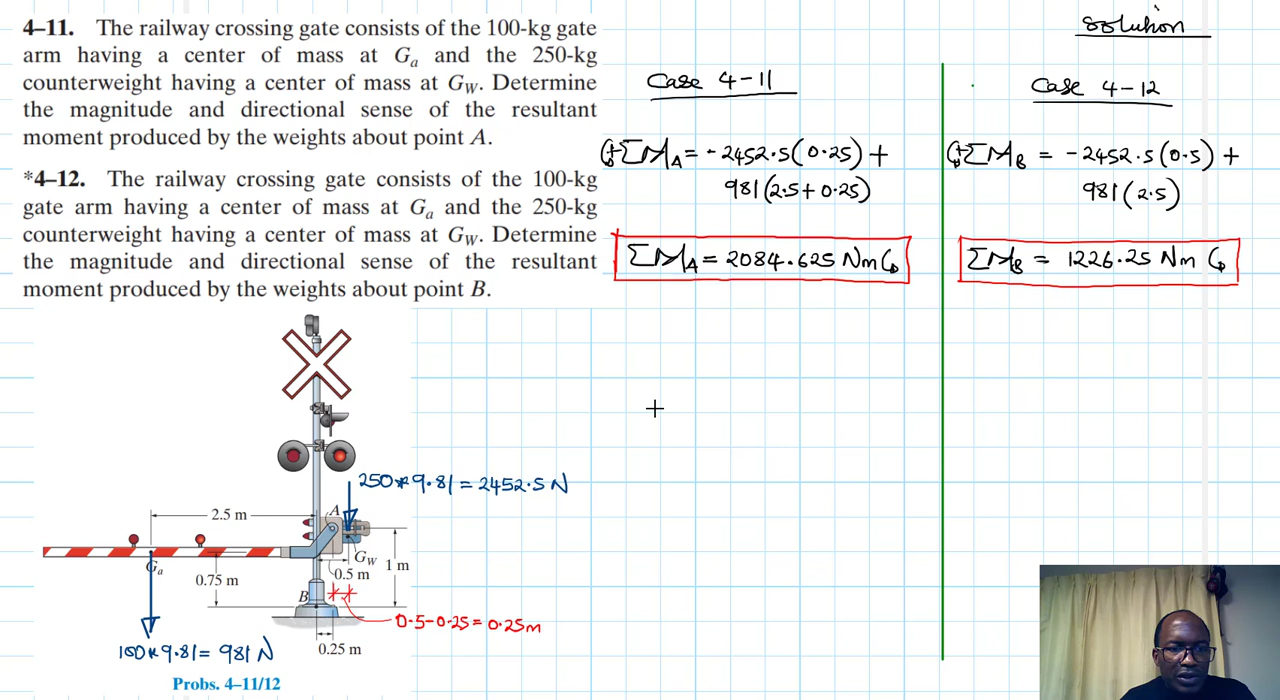 4–11. The railway crossing gate consists of the 100-kg gate
arm having a center of mass at Ga and the 250-kg
counterweight having a center of mass at GW. Determine
the magnitude and directional sense of the resultant
moment produced by the weights about point A.
*4–12. The railway crossing gate consists of the 100-kg
gate arm having a center of mass at Ga and the 250-kg
counterweight having a center of mass at GW. Determine
the magnitude and directional sense of the resultant
moment produced by the weights about point B.
Solution
Case 4-11
(+ΣMA = -2452.5(0.25) +
981(2.5+0.25)
ΣMA = 2084.625 Nm
Case 4-12
(+ΣMB = -2452.5(0.5) +
981(2.5)
ΣMB = 1226.25 Nm
250*9.81 = 2452.5 N
2.5 m
A
Ga
GW
1 m
0.75 m
0.5 m
B
**
0.5-0.25 = 0.25m
0.25 m
100*9.81 = 981 N
Probs. 4–11/12